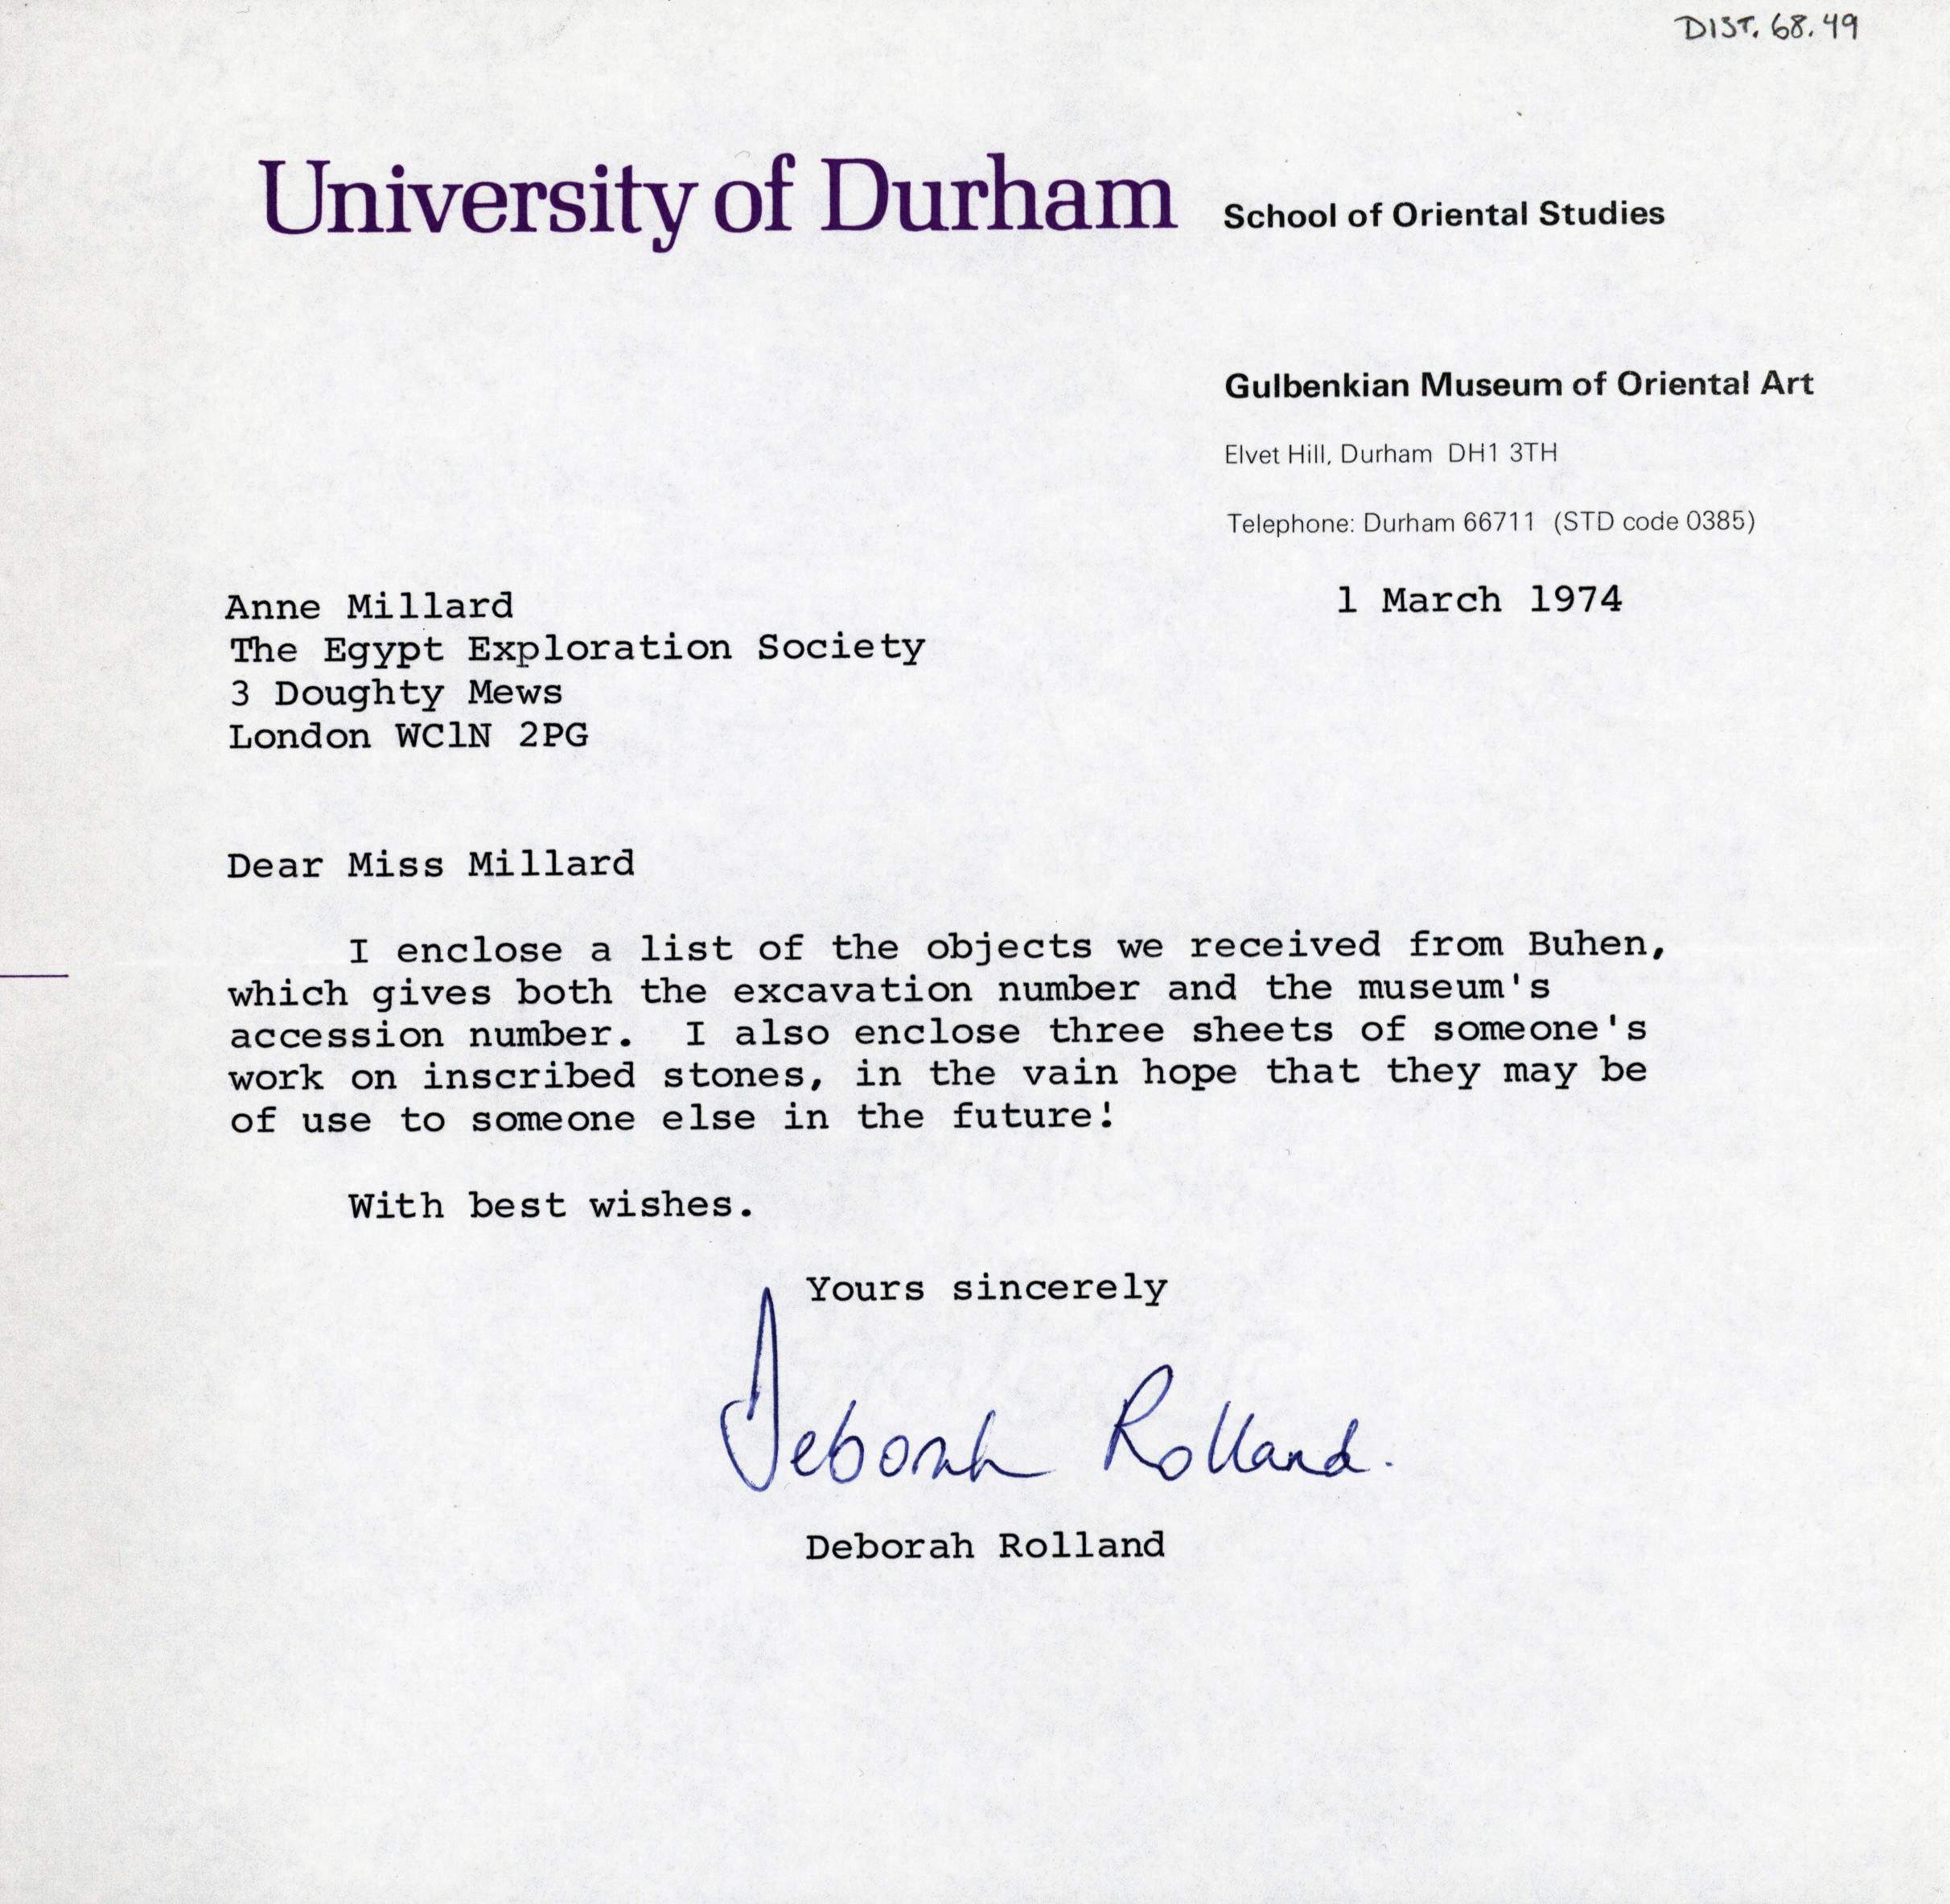 DIST. 68.49
University of Durham School of Oriental Studies
Gulbenkian Museum of Oriental Art
Elvet Hill, Durham DH1 3TH
Telephone: Durham 66711 (STD code 0385)
1 March 1974
Anne Millard
The Egypt Exploration Society
3 Doughty Mews
London WC1N 2PG
Dear Miss Millard
I enclose a list of the objects we received from Buhen,
which gives both the excavation number and the museum's
accession number. I also enclose three sheets of someone's
work on inscribed stones, in the vain hope that they may be
of use to someone else in the future!
With best wishes.
Yours sincerely
Deborah Rolland.
Deborah Rolland